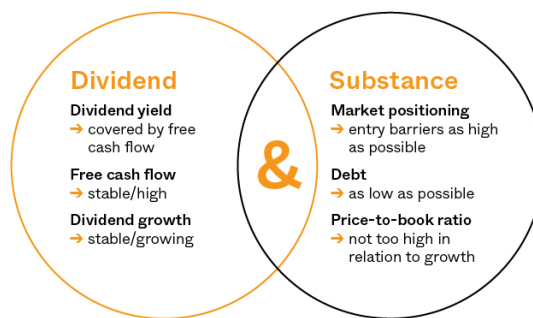 Dividend
Dividend yield
→ covered by free
cash flow
Free cash flow
→ stable/high
Dividend growth
→ stable/growing
&
Substance
Market positioning
→ entry barriers as high
as possible
Debt
→ as low as possible
Price-to-book ratio
→ not too high in
relation to growth